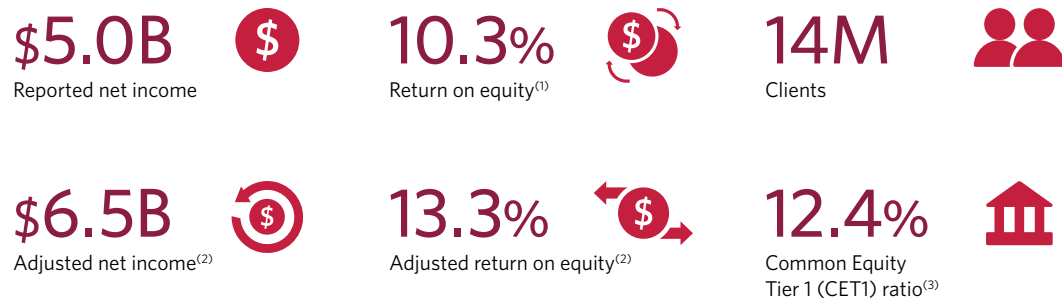 $5.0B
$
Reported net income
10.3%
$
Return on equity(1)
14M
Clients
$6.5B
$
Adjusted net income(2)
13.3%
$
Adjusted return on equity(2)
12.4%
Common Equity
Tier 1 (CET1) ratio(3)